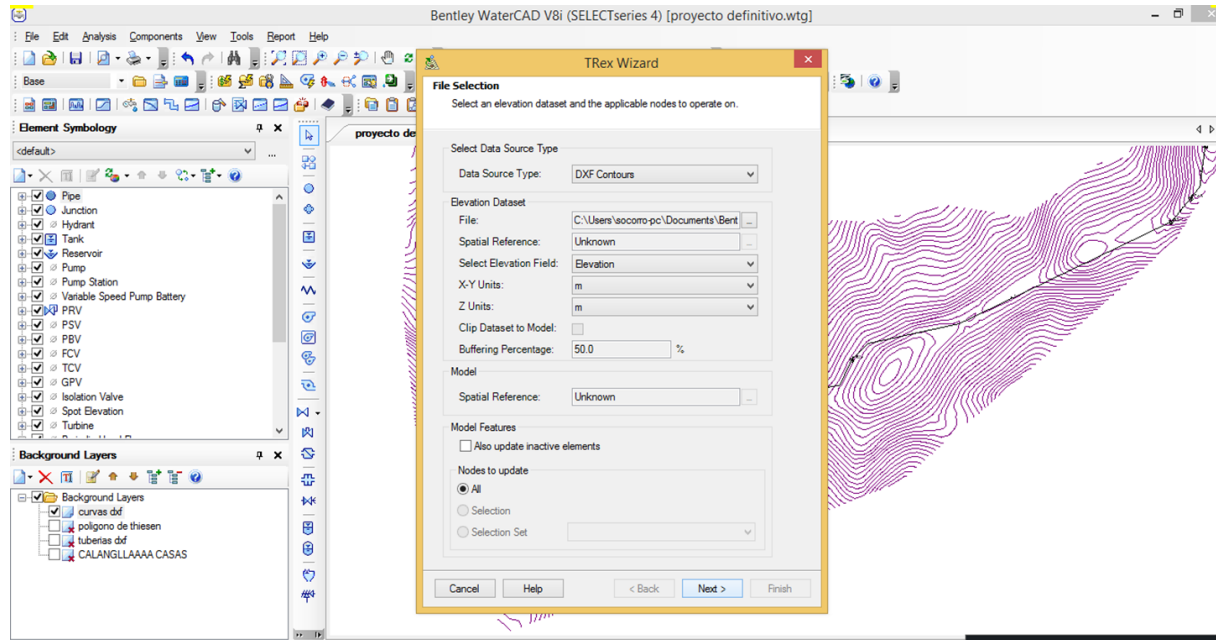 Bentley WaterCAD V8i (SELECTseries 4) [proyecto definitivo.wtg]
File Edit Analysis Components View Tools Report Help
Base
Element Symbology
<default>
...
Pipe
Junction
Hydrant
Tank
Reservoir
Pump
Pump Station
Variable Speed Pump Battery
PRV
PSV
PBV
FCV
TCV
GPV
Isolation Valve
Spot Elevation
Turbine
Background Layers
Background Layers
curvas dxf
poligono de thiesen
tuberias dxf
CALANGLLAAAA CASAS
proyecto de
TRex Wizard
File Selection
Select an elevation dataset and the applicable nodes to operate on.
Select Data Source Type
Data Source Type: DXF Contours
Elevation Dataset
File: C:\Users\socorro-pc\Documents\Bent ...
Spatial Reference: Unknown ...
Select Elevation Field: Elevation
X-Y Units: m
Z Units: m
Clip Dataset to Model:
Buffering Percentage: 50.0 %
Model
Spatial Reference: Unknown ...
Model Features
Also update inactive elements
Nodes to update
All
Selection
Selection Set
Cancel Help < Back Next > Finish